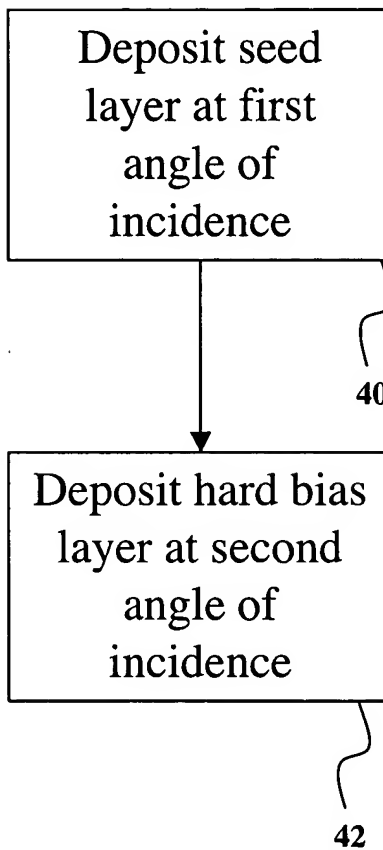 Deposit seed
layer at first
angle of
incidence
40
Deposit hard bias
layer at second
angle of
incidence
42